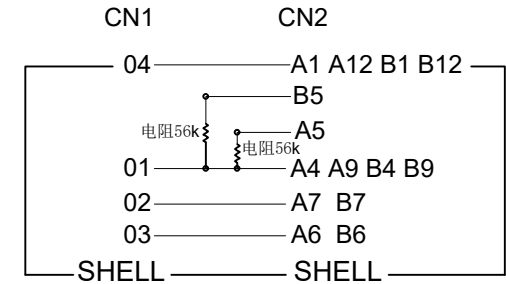 CN1 CN2
04 A1 A12 B1 B12
B5
电阻56k A5
电阻56k
01 A4 A9 B4 B9
02 A7 B7
03 A6 B6
SHELL SHELL